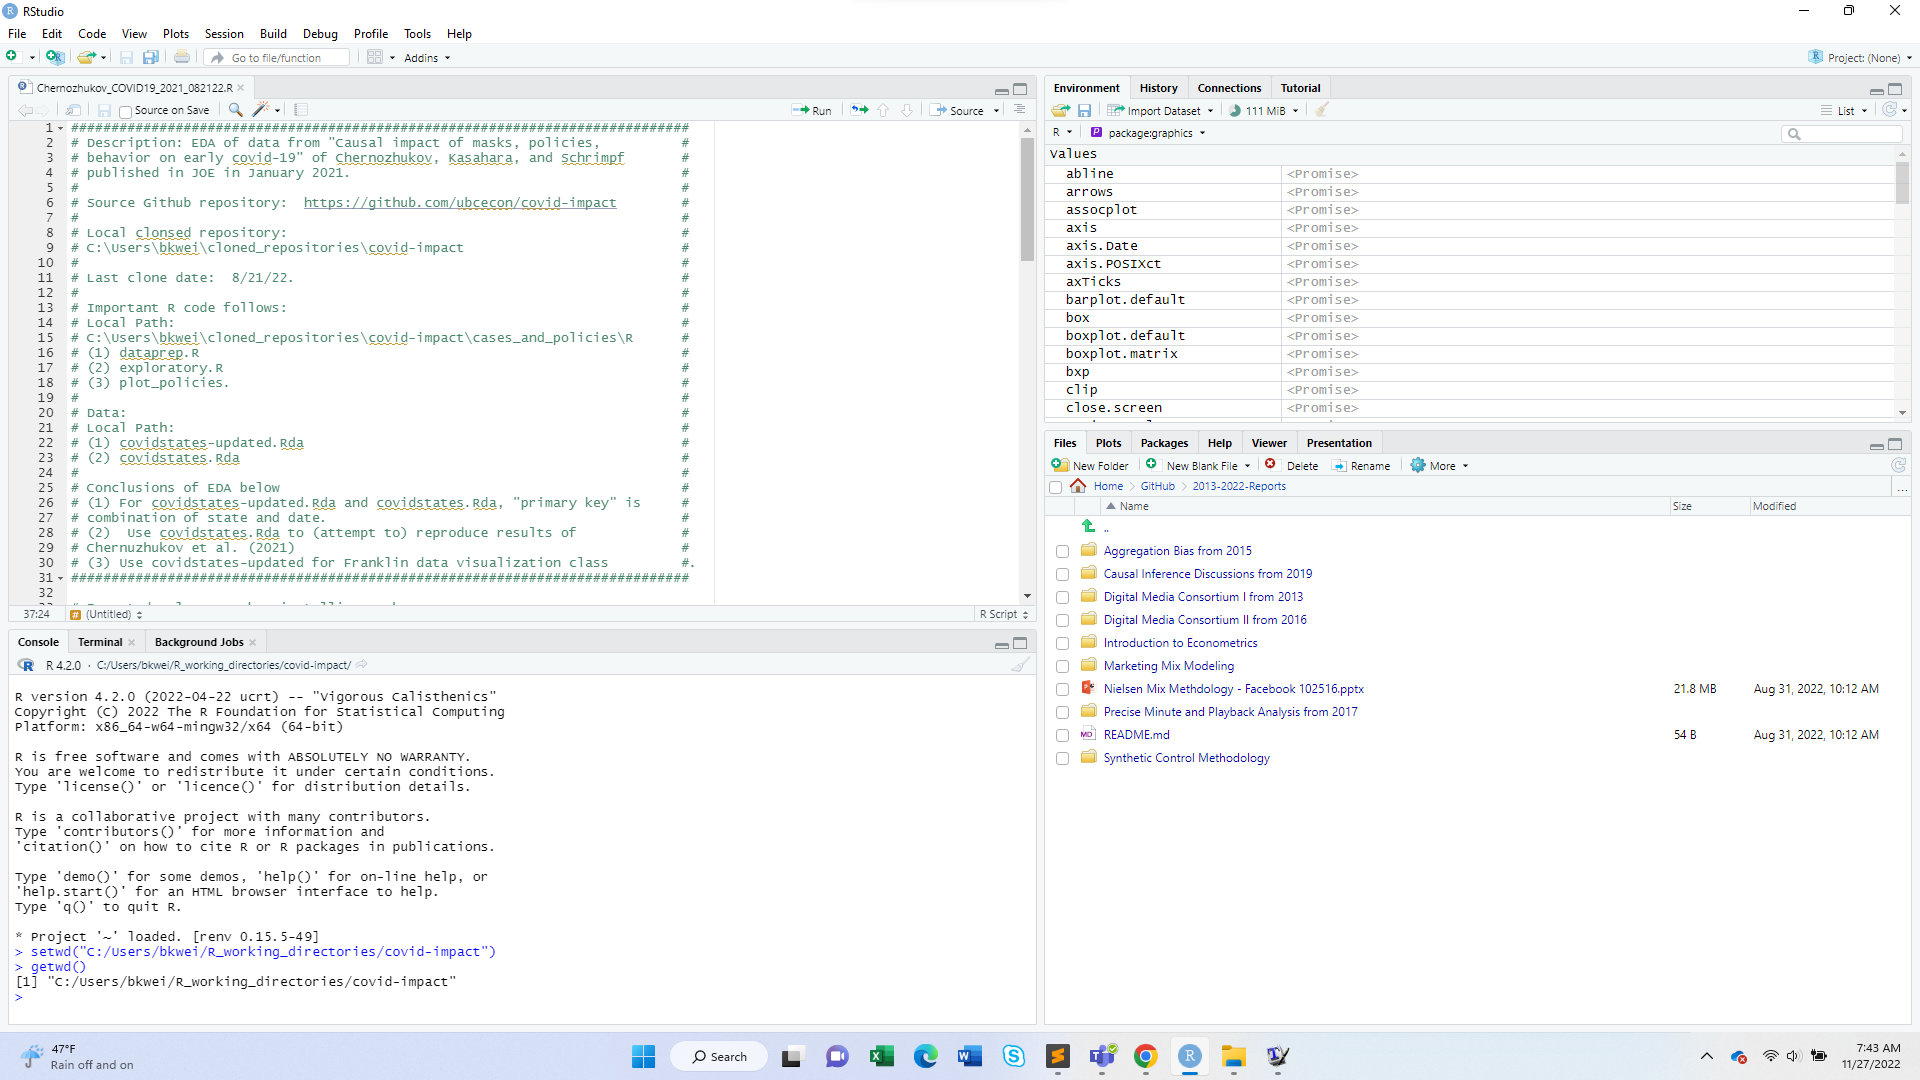 RStudio
File Edit Code View Plots Session Build Debug Profile Tools Help
Go to file/function Addins Project: (None)
Chernozhukov_COVID19_2021_082122.R
Source on Save Run Source
1 ##############################################################################
2 # Description: EDA of data from "Causal impact of masks, policies, #
3 # behavior on early covid-19" of Chernozhukov, Kasahara, and Schrimpf #
4 # published in JOE in January 2021. #
5 # #
6 # Source Github repository: https://github.com/ubcecon/covid-impact #
7 # #
8 # Local clonsed repository: #
9 # C:\Users\bkwei\cloned_repositories\covid-impact #
10 # #
11 # Last clone date: 8/21/22. #
12 # #
13 # Important R code follows: #
14 # Local Path: #
15 # C:\Users\bkwei\cloned_repositories\covid-impact\cases_and_policies\R #
16 # (1) dataprep.R #
17 # (2) exploratory.R #
18 # (3) plot_policies. #
19 # #
20 # Data: #
21 # Local Path: #
22 # (1) covidstates-updated.Rda #
23 # (2) covidstates.Rda #
24 # #
25 # Conclusions of EDA below #
26 # (1) For covidstates-updated.Rda and covidstates.Rda, "primary key" is #
27 # combination of state and date. #
28 # (2)  Use covidstates.Rda to (attempt to) reproduce results of #
29 # Chernuzhukov et al. (2021) #
30 # (3) Use covidstates-updated for Franklin data visualization class #.
31 ##############################################################################
32
37:24 (Untitled) R Script
Console Terminal Background Jobs
R 4.2.0 · C:/Users/bkwei/R_working_directories/covid-impact/
R version 4.2.0 (2022-04-22 ucrt) -- "Vigorous Calisthenics"
Copyright (C) 2022 The R Foundation for Statistical Computing
Platform: x86_64-w64-mingw32/x64 (64-bit)
R is free software and comes with ABSOLUTELY NO WARRANTY.
You are welcome to redistribute it under certain conditions.
Type 'license()' or 'licence()' for distribution details.
R is a collaborative project with many contributors.
Type 'contributors()' for more information and
'citation()' on how to cite R or R packages in publications.
Type 'demo()' for some demos, 'help()' for on-line help, or
'help.start()' for an HTML browser interface to help.
Type 'q()' to quit R.
* Project '~' loaded. [renv 0.15.5-49]
> setwd("C:/Users/bkwei/R_working_directories/covid-impact")
> getwd()
[1] "C:/Users/bkwei/R_working_directories/covid-impact"
>
Environment History Connections Tutorial
Import Dataset 111 MiB List
R package:graphics
Values
abline <Promise>
arrows <Promise>
assocplot <Promise>
axis <Promise>
axis.Date <Promise>
axis.POSIXct <Promise>
axTicks <Promise>
barplot.default <Promise>
box <Promise>
boxplot.default <Promise>
boxplot.matrix <Promise>
bxp <Promise>
clip <Promise>
close.screen <Promise>
Files Plots Packages Help Viewer Presentation
New Folder New Blank File Delete Rename More
Home GitHub 2013-2022-Reports ...
Name Size Modified
..
Aggregation Bias from 2015
Causal Inference Discussions from 2019
Digital Media Consortium I from 2013
Digital Media Consortium II from 2016
Introduction to Econometrics
Marketing Mix Modeling
Nielsen Mix Methdology - Facebook 102516.pptx 21.8 MB Aug 31, 2022, 10:12 AM
Precise Minute and Playback Analysis from 2017
README.md 54 B Aug 31, 2022, 10:12 AM
Synthetic Control Methodology
47°F
Rain off and on
Search
7:43 AM
11/27/2022